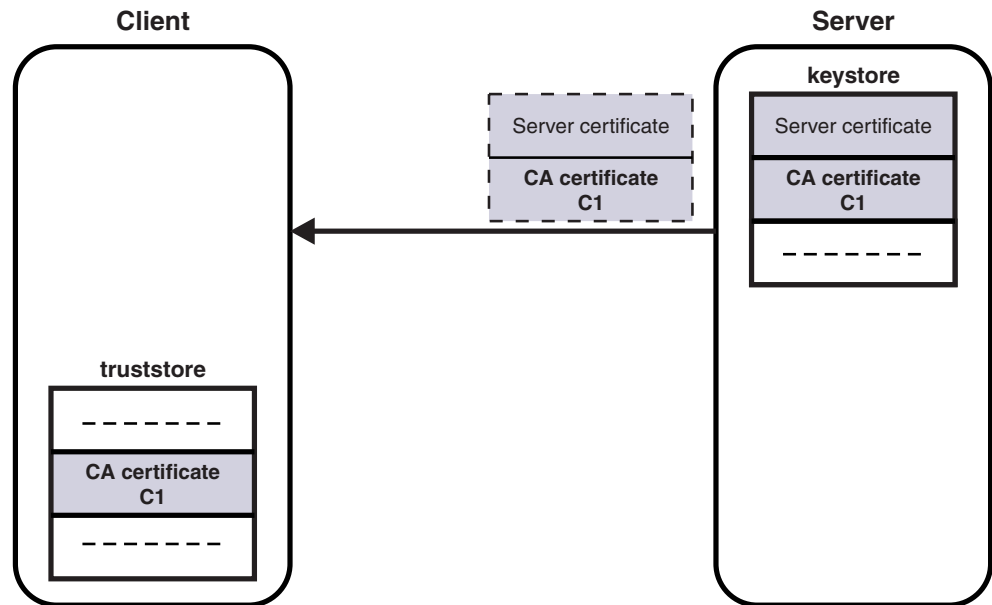 Client
Server
keystore
Server certificate
CA certificate
C1
Server certificate
CA certificate
C1
truststore
CA certificate
C1